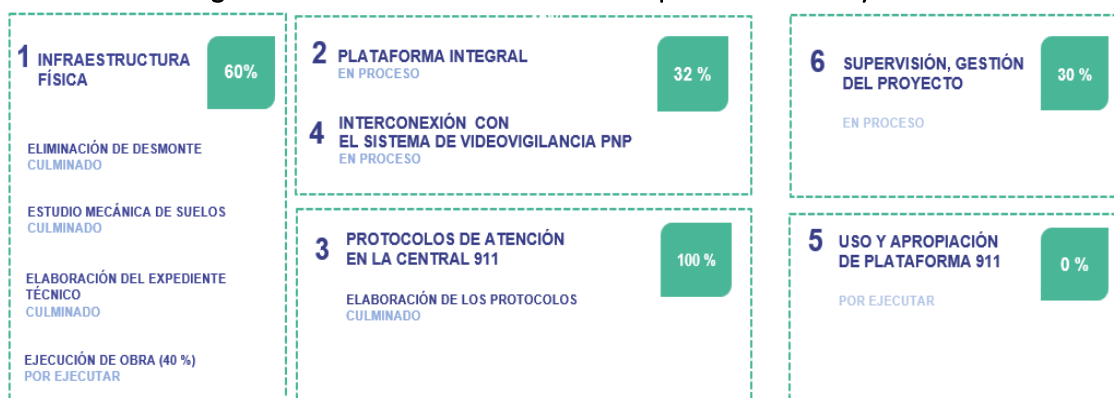 1 INFRAESTRUCTURA
FÍSICA
60%
ELIMINACIÓN DE DESMONTE
CULMINADO
ESTUDIO MECÁNICA DE SUELOS
CULMINADO
ELABORACIÓN DEL EXPEDIENTE
TÉCNICO
CULMINADO
EJECUCIÓN DE OBRA (40 %)
POR EJECUTAR
2 PLATAFORMA INTEGRAL
EN PROCESO
32 %
4 INTERCONEXIÓN CON
EL SISTEMA DE VIDEOVIGILANCIA PNP
EN PROCESO
3 PROTOCOLOS DE ATENCIÓN
EN LA CENTRAL 911
100 %
ELABORACIÓN DE LOS PROTOCOLOS
CULMINADO
6 SUPERVISIÓN, GESTIÓN
DEL PROYECTO
30 %
EN PROCESO
5 USO Y APROPIACIÓN
DE PLATAFORMA 911
0 %
POR EJECUTAR